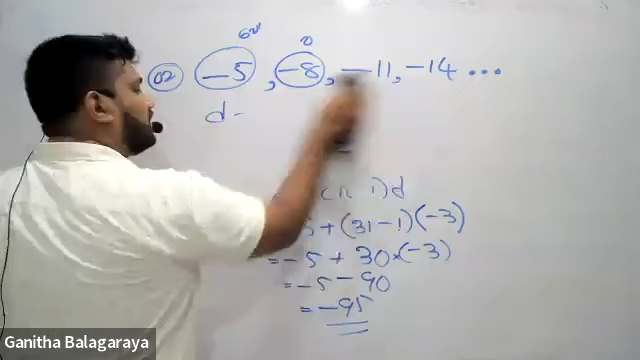 02 -5, -8, -11, -14 ...
d -
1) d
+ (31 - 1)(-3)
= -5 + 30 × (-3)
= -5 - 90
= -95
Ganitha Balagaraya